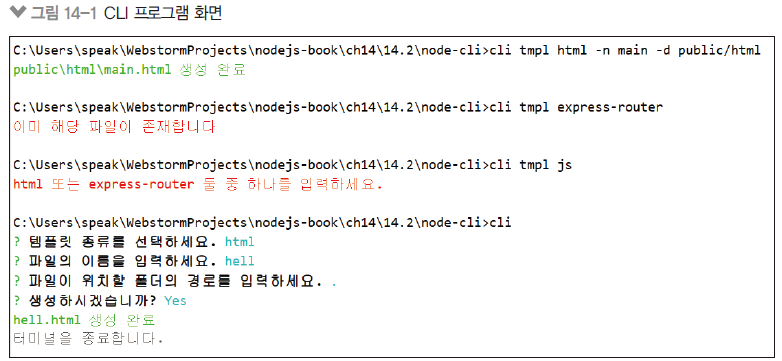 그림 14-1 CLI 프로그램 화면
C:\Users\speak\WebstormProjects\nodejs-book\ch14\14.2\node-cli>cli tmpl html -n main -d public/html
public\html\main.html 생성 완료
C:\Users\speak\WebstormProjects\nodejs-book\ch14\14.2\node-cli>cli tmpl express-router
이미 해당 파일이 존재합니다
C:\Users\speak\WebstormProjects\nodejs-book\ch14\14.2\node-cli>cli tmpl js
html 또는 express-router 둘 중 하나를 입력하세요.
C:\Users\speak\WebstormProjects\nodejs-book\ch14\14.2\node-cli>cli
? 템플릿 종류를 선택하세요. html
? 파일의 이름을 입력하세요. hell
? 파일이 위치할 폴더의 경로를 입력하세요. .
? 생성하시겠습니까? Yes
hell.html 생성 완료
터미널을 종료합니다.